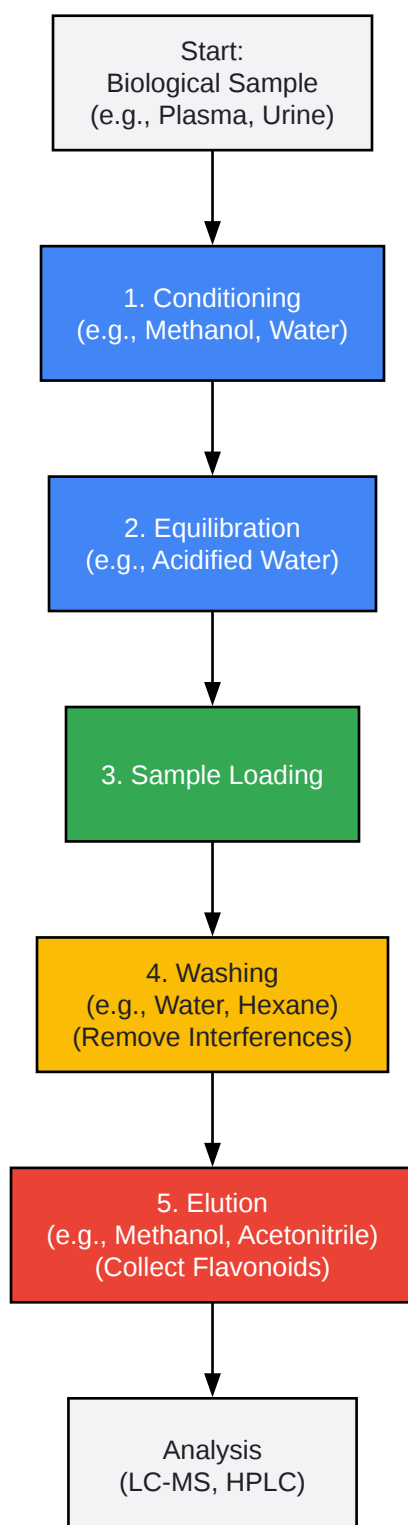 Start:
Biological Sample
(e.g., Plasma, Urine)
1. Conditioning
(e.g., Methanol, Water)
2. Equilibration
(e.g., Acidified Water)
3. Sample Loading
4. Washing
(e.g., Water, Hexane)
(Remove Interferences)
5. Elution
(e.g., Methanol, Acetonitrile)
(Collect Flavonoids)
Analysis
(LC-MS, HPLC)